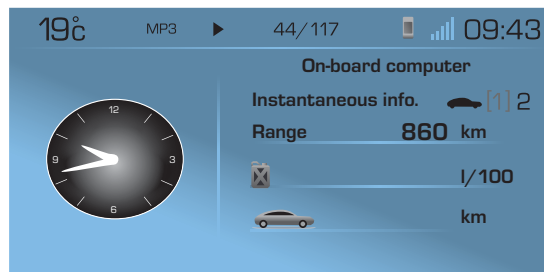 19°c MP3 44/117 09:43
On-board computer
Instantaneous info. [1] 2
Range 860 km
l/100
km
12
9 3
6